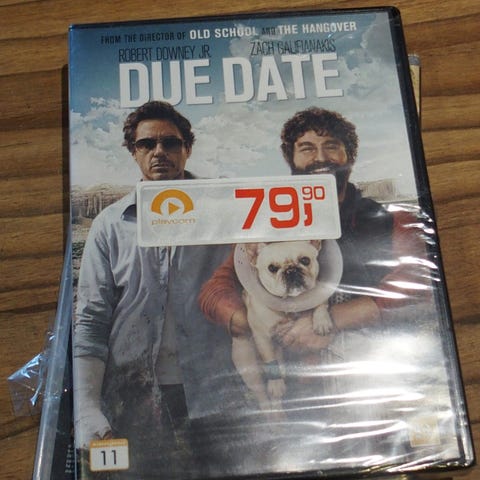 FROM THE DIRECTOR OF OLD SCHOOL AND THE HANGOVER
ROBERT DOWNEY JR. ZACH GALIFIANAKIS
DUE DATE
playcom 79,90
11